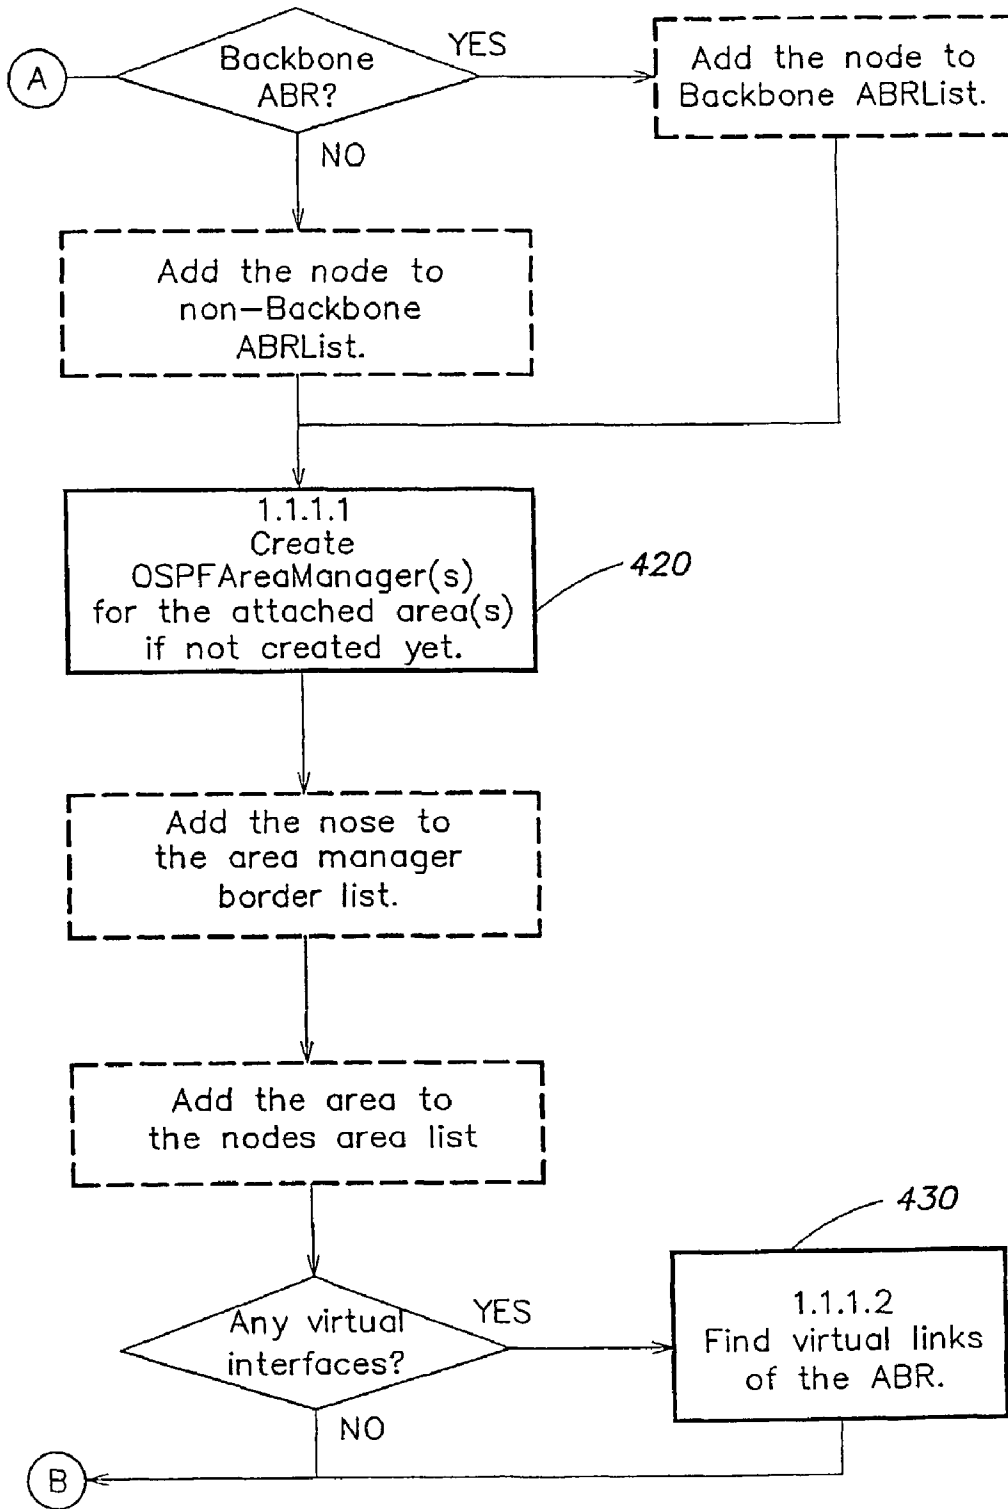 A
Backbone
ABR?
YES
Add the node to
Backbone ABRList.
NO
Add the node to
non-Backbone
ABRList.
1.1.1.1
Create
OSPFAreaManager(s)
for the attached area(s)
if not created yet.
420
Add the nose to
the area manager
border list.
Add the area to
the nodes area list
430
Any virtual
interfaces?
YES
1.1.1.2
Find virtual links
of the ABR.
NO
B